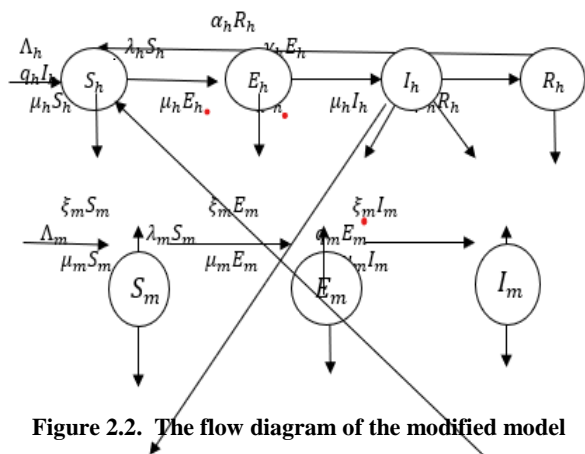 α_h R_h
Λ_h λ_h S_h γ_h E_h
q_h I_h S_h E_h I_h R_h
μ_h S_h μ_h E_h μ_h I_h R_h
ξ_m S_m ξ_m E_m ξ_m I_m
Λ_m λ_m S_m E_m
μ_m S_m μ_m E_m I_m
S_m E_m I_m
Figure 2.2. The flow diagram of the modified model